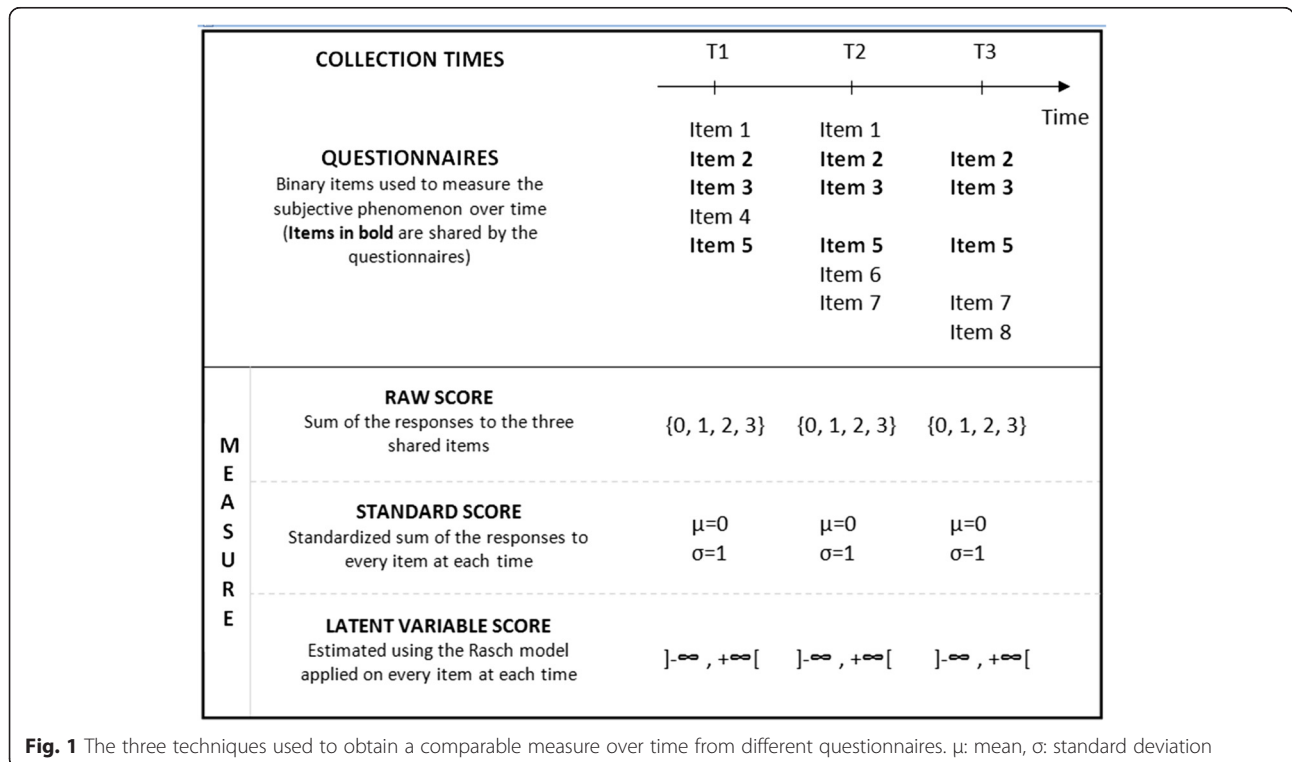 COLLECTION TIMES
T1 T2 T3
Time
QUESTIONNAIRES
Binary items used to measure the
subjective phenomenon over time
(Items in bold are shared by the
questionnaires)
Item 1 Item 1
Item 2 Item 2 Item 2
Item 3 Item 3 Item 3
Item 4
Item 5 Item 5 Item 5
Item 6
Item 7 Item 7
Item 8
MEASURE
RAW SCORE
Sum of the responses to the three
shared items
{0, 1, 2, 3} {0, 1, 2, 3} {0, 1, 2, 3}
STANDARD SCORE
Standardized sum of the responses to
every item at each time
μ=0 μ=0 μ=0
σ=1 σ=1 σ=1
LATENT VARIABLE SCORE
Estimated using the Rasch model
applied on every item at each time
]-∞ , +∞[ ]-∞ , +∞[ ]-∞ , +∞[
Fig. 1 The three techniques used to obtain a comparable measure over time from different questionnaires. μ: mean, σ: standard deviation